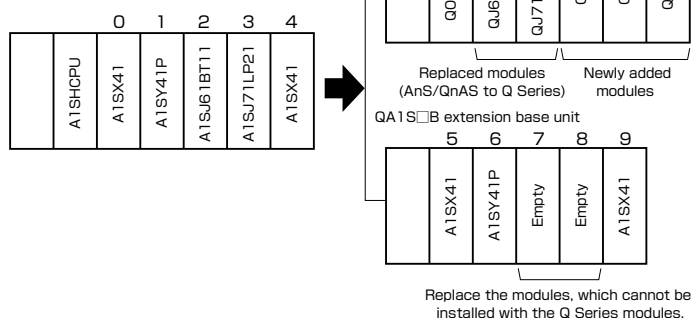 0 1 2 3 4
A1SHCPU
A1SX41
A1SY41P
A1SJ61BT11
A1SJ71LP21
A1SX41
Replaced modules
(AnS/QnAS to Q Series)
Newly added
modules
QA1S□B extension base unit
5 6 7 8 9
A1SX41
A1SY41P
Empty
Empty
A1SX41
Replace the modules, which cannot be
installed with the Q Series modules.